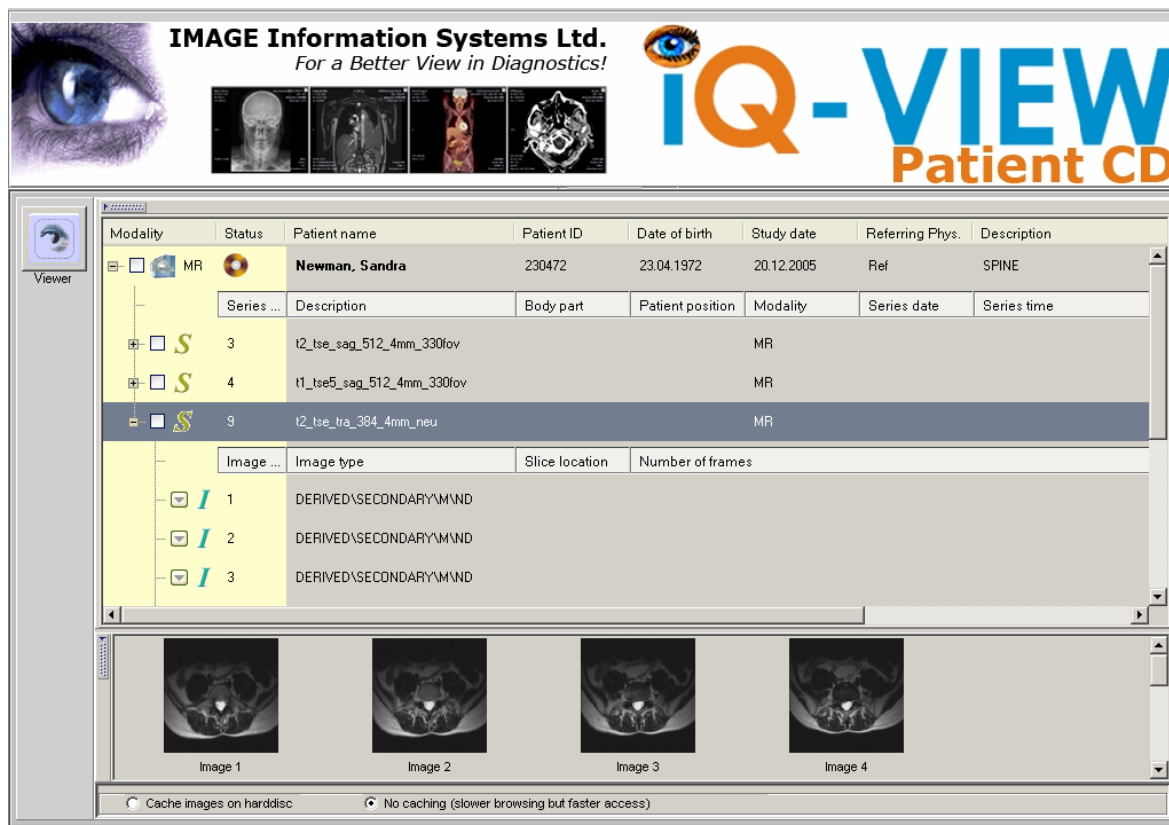 IMAGE Information Systems Ltd.
For a Better View in Diagnostics!
iQ-VIEW
Patient CD
Viewer
Modality Status Patient name Patient ID Date of birth Study date Referring Phys. Description
MR Newman, Sandra 230472 23.04.1972 20.12.2005 Ref SPINE
Series ... Description Body part Patient position Modality Series date Series time
S 3 t2_tse_sag_512_4mm_330fov MR
S 4 t1_tse5_sag_512_4mm_330fov MR
S 9 t2_tse_tra_384_4mm_neu MR
Image ... Image type Slice location Number of frames
I 1 DERIVED\SECONDARY\M\ND
I 2 DERIVED\SECONDARY\M\ND
I 3 DERIVED\SECONDARY\M\ND
Image 1 Image 2 Image 3 Image 4
Cache images on harddisc No caching (slower browsing but faster access)